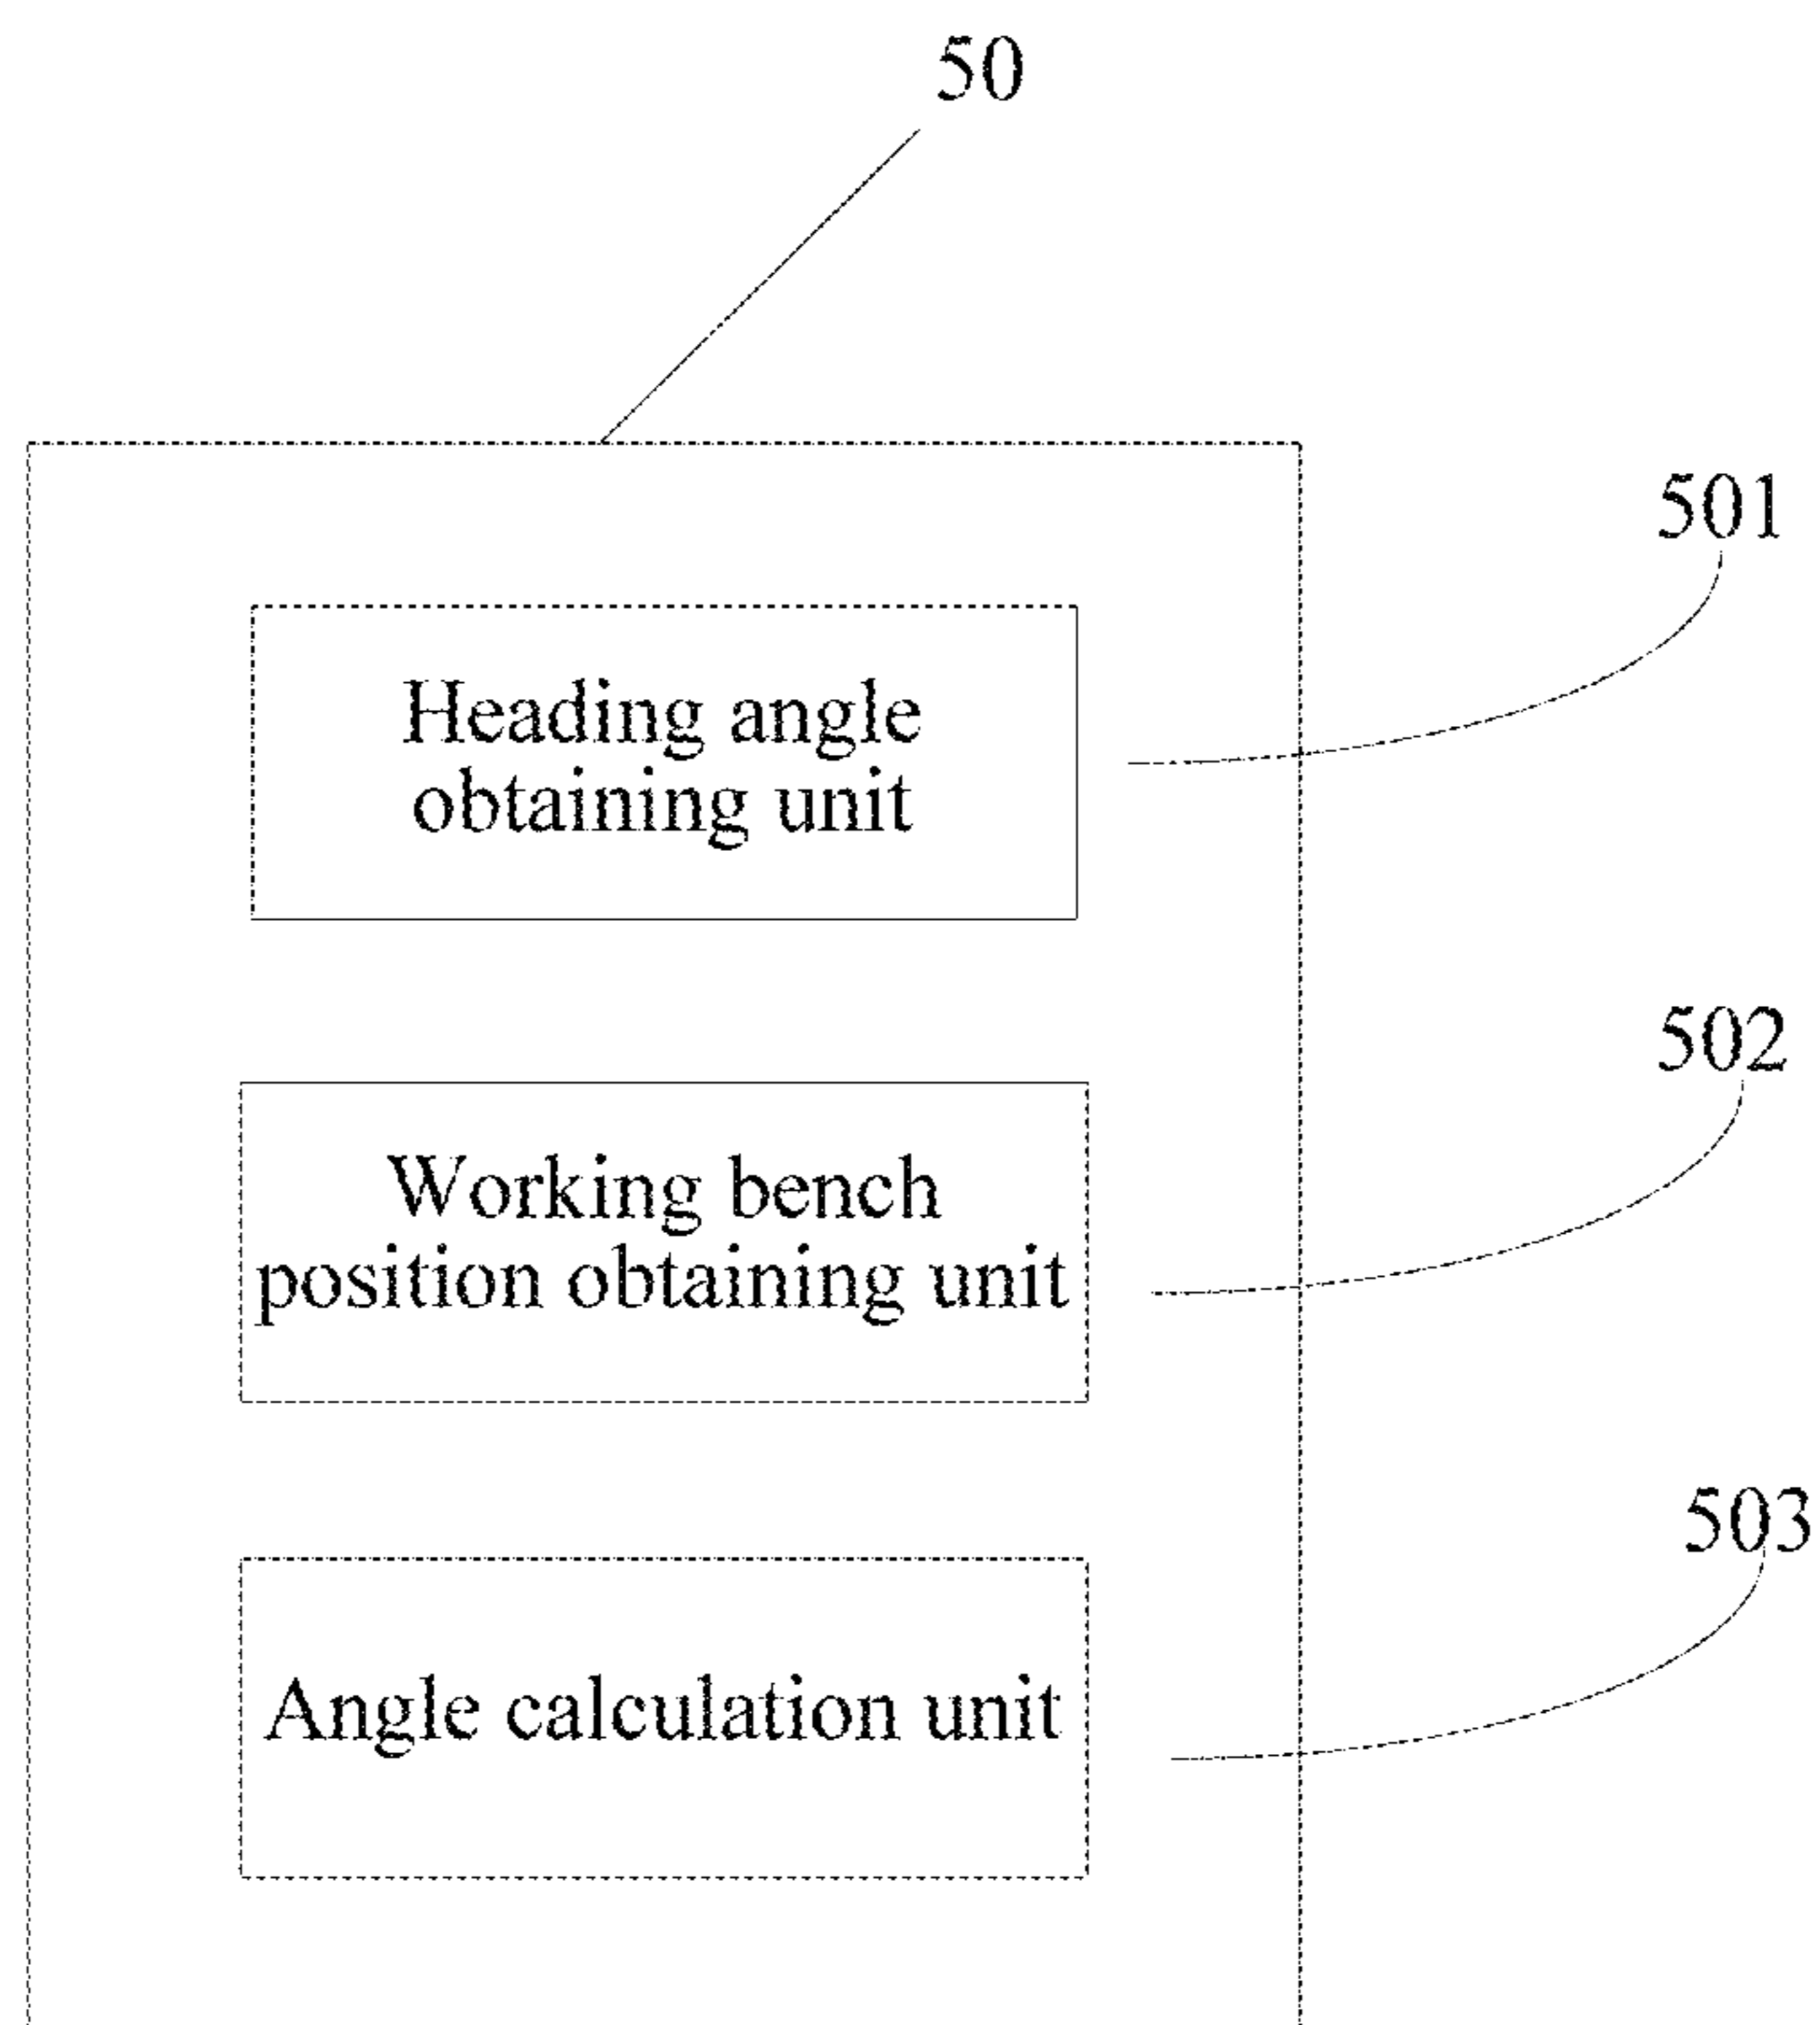 50
501
Heading angle
obtaining unit
502
Working bench
position obtaining unit
503
Angle calculation unit